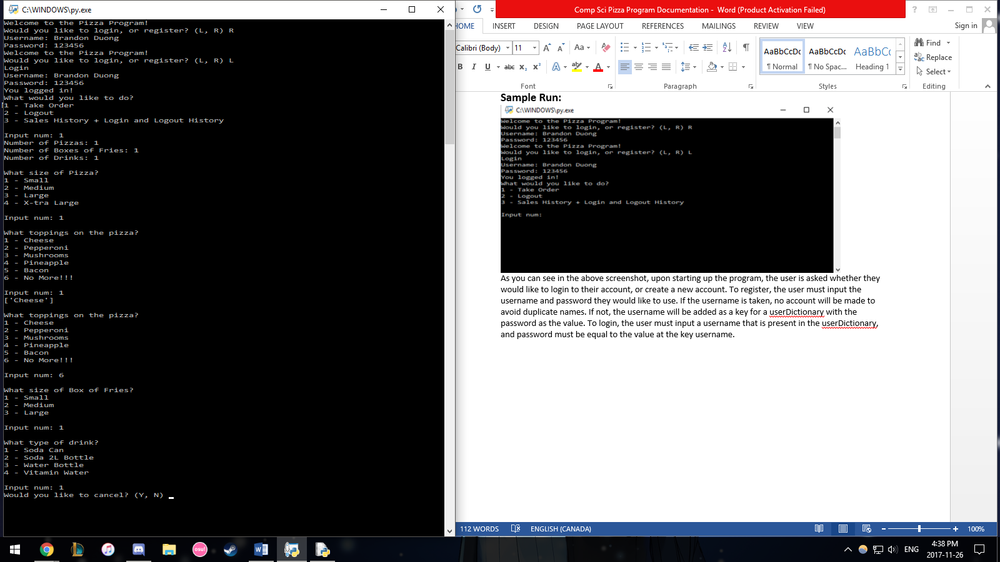 C:\WINDOWS\py.exe
Welcome to the Pizza Program!
Would you like to login, or register? (L, R) R
Username: Brandon Duong
Password: 123456
Welcome to the Pizza Program!
Would you like to login, or register? (L, R) L
Login
Username: Brandon Duong
Password: 123456
You logged in!
What would you like to do?
1 - Take Order
2 - Logout
3 - Sales History + Login and Logout History
Input num: 1
Number of Pizzas: 1
Number of Boxes of Fries: 1
Number of Drinks: 1
What size of Pizza?
1 - Small
2 - Medium
3 - Large
4 - X-tra Large
Input num: 1
What toppings on the pizza?
1 - Cheese
2 - Pepperoni
3 - Mushrooms
4 - Pineapple
5 - Bacon
6 - No More!!!
Input num: 1
['Cheese']
What toppings on the pizza?
1 - Cheese
2 - Pepperoni
3 - Mushrooms
4 - Pineapple
5 - Bacon
6 - No More!!!
Input num: 6
What size of Box of Fries?
1 - Small
2 - Medium
3 - Large
Input num: 1
What type of drink?
1 - Soda Can
2 - Soda 2L Bottle
3 - Water Bottle
4 - Vitamin Water
Input num: 1
Would you like to cancel? (Y, N)
Comp Sci Pizza Program Documentation - Word (Product Activation Failed)
HOME INSERT DESIGN PAGE LAYOUT REFERENCES MAILINGS REVIEW VIEW Sign in
Calibri (Body) 11 Aa
B I U abc x₂ x² A ab A
AaBbCcDc AaBbCcDc AaBbCc
¶ Normal ¶ No Spac... Heading 1
Find
Replace
Select
Font Paragraph Styles Editing
Sample Run:
C:\WINDOWS\py.exe
Welcome to the Pizza Program!
Would you like to login, or register? (L, R) R
Username: Brandon Duong
Password: 123456
Welcome to the Pizza Program!
Would you like to login, or register? (L, R) L
Login
Username: Brandon Duong
Password: 123456
You logged in!
What would you like to do?
1 - Take Order
2 - Logout
3 - Sales History + Login and Logout History
Input num:
As you can see in the above screenshot, upon starting up the program, the user is asked whether they
would like to login to their account, or create a new account. To register, the user must input the
username and password they would like to use. If the username is taken, no account will be made to
avoid duplicate names. If not, the username will be added as a key for a userDictionary with the
password as the value. To login, the user must input a username that is present in the userDictionary,
and password must be equal to the value at the key username.
112 WORDS ENGLISH (CANADA) 100%
osu!
ENG
4:38 PM
2017-11-26